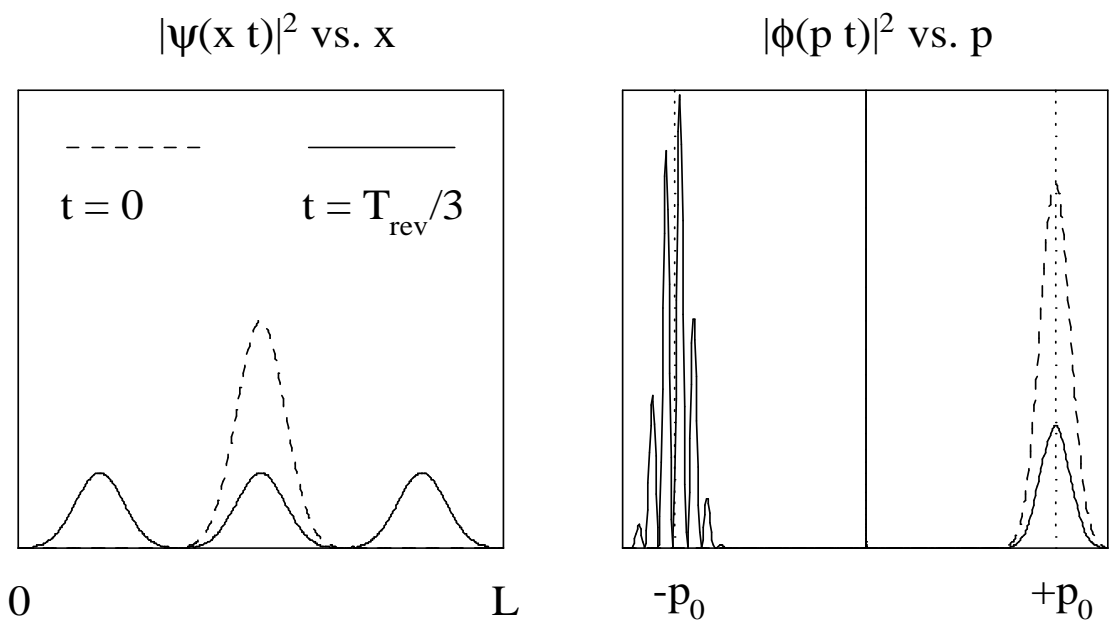 |ψ(x t)|² vs. x
|ϕ(p t)|² vs. p
t = 0
t = T_rev/3
0
L
-p₀
+p₀